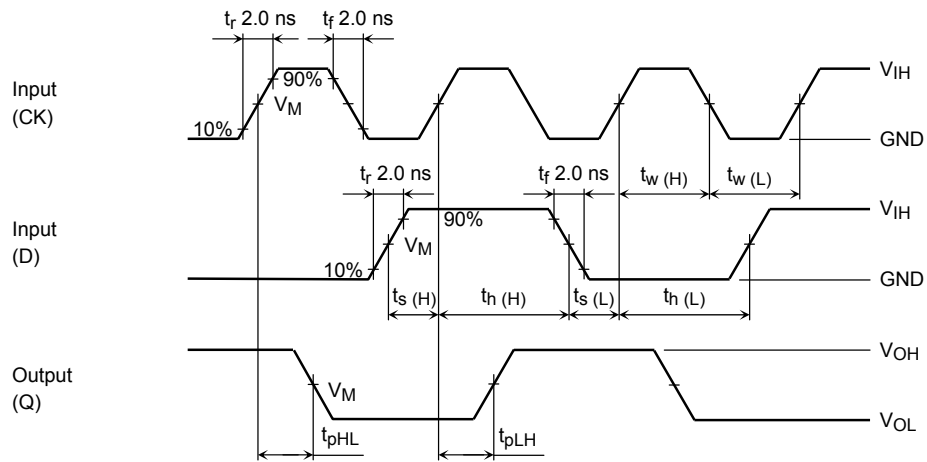 tr 2.0 ns
tf 2.0 ns
Input
(CK)
90%
VM
10%
VIH
GND
tr 2.0 ns
tf 2.0 ns
tw (H)
tw (L)
Input
(D)
90%
VM
10%
VIH
GND
ts (H)
th (H)
ts (L)
th (L)
Output
(Q)
VM
VOH
VOL
tpHL
tpLH